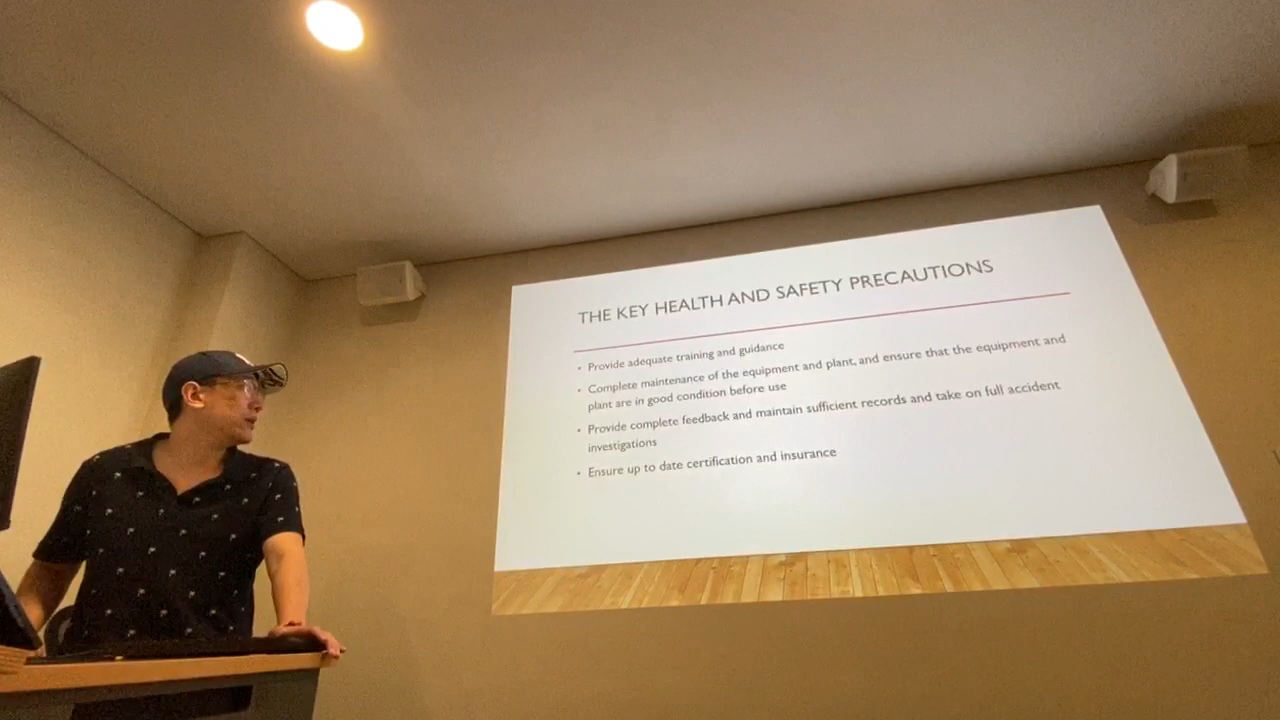 THE KEY HEALTH AND SAFETY PRECAUTIONS
• Provide adequate training and guidance
• Complete maintenance of the equipment and plant, and ensure that the equipment and
plant are in good condition before use
• Provide complete feedback and maintain sufficient records and take on full accident
investigations
• Ensure up to date certification and insurance